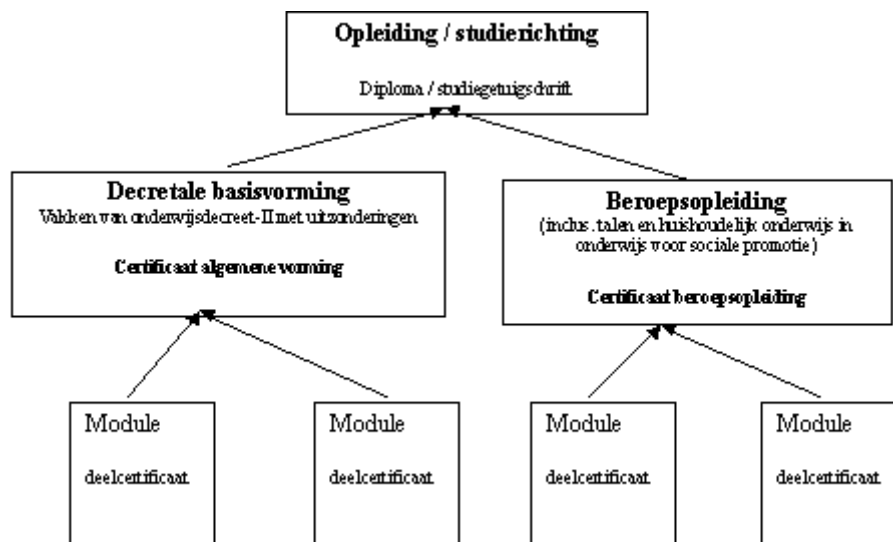 Opleiding / studierichting
Diploma / studiegetuigschrift
Decretale basisvorming
Vakken van onderwijsdecreet-II met uitzonderingen
Certificaat algemene vorming
Beroepsopleiding
(inclus. talen en huishoudelijk onderwijs in
onderwijs voor sociale promotie)
Certificaat beroepsopleiding
Module
deelcertificaat
Module
deelcertificaat
Module
deelcertificaat
Module
deelcertificaat